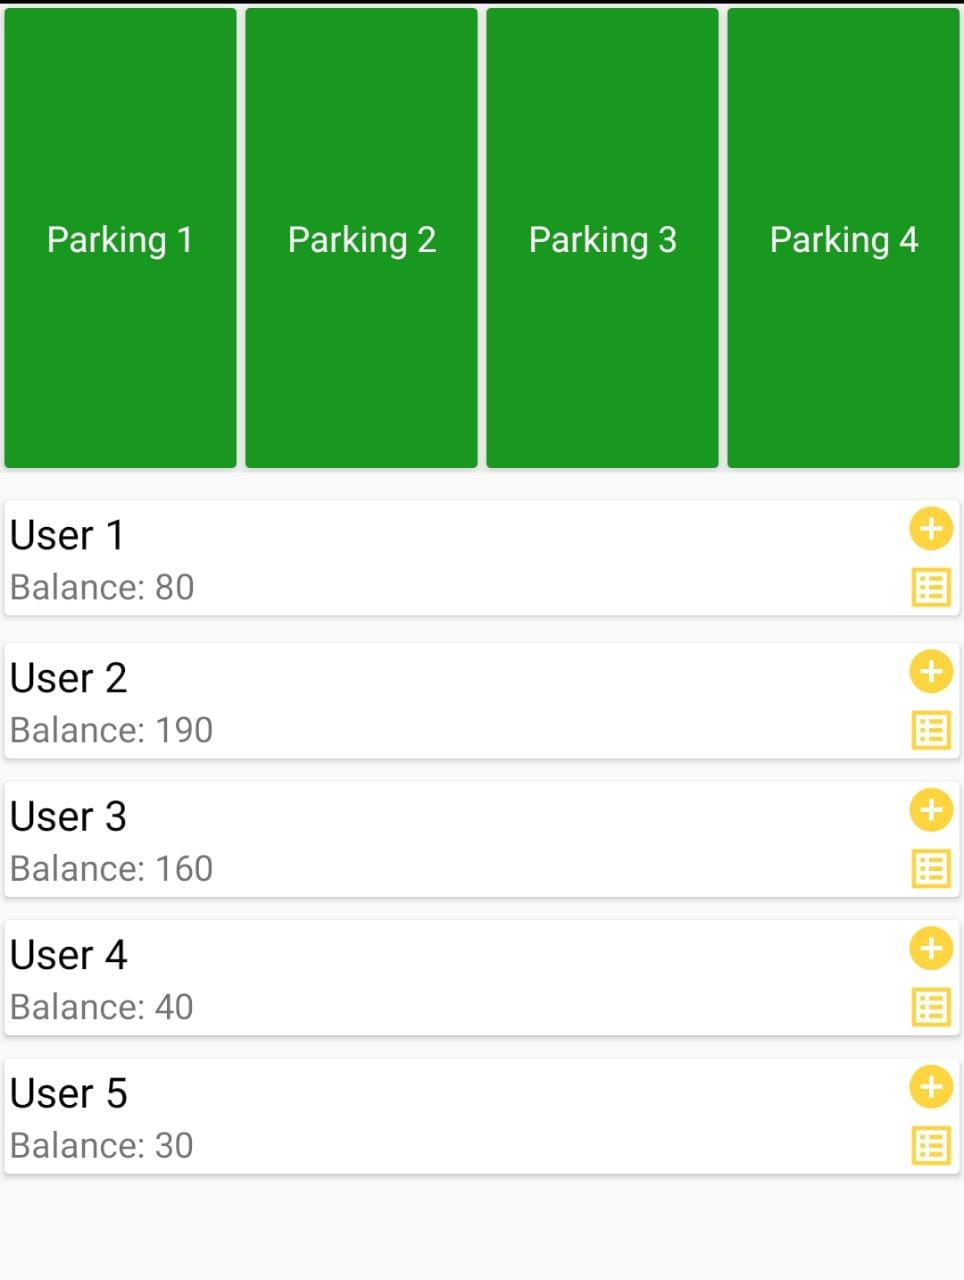 Parking 1
Parking 2
Parking 3
Parking 4
User 1
Balance: 80
User 2
Balance: 190
User 3
Balance: 160
User 4
Balance: 40
User 5
Balance: 30